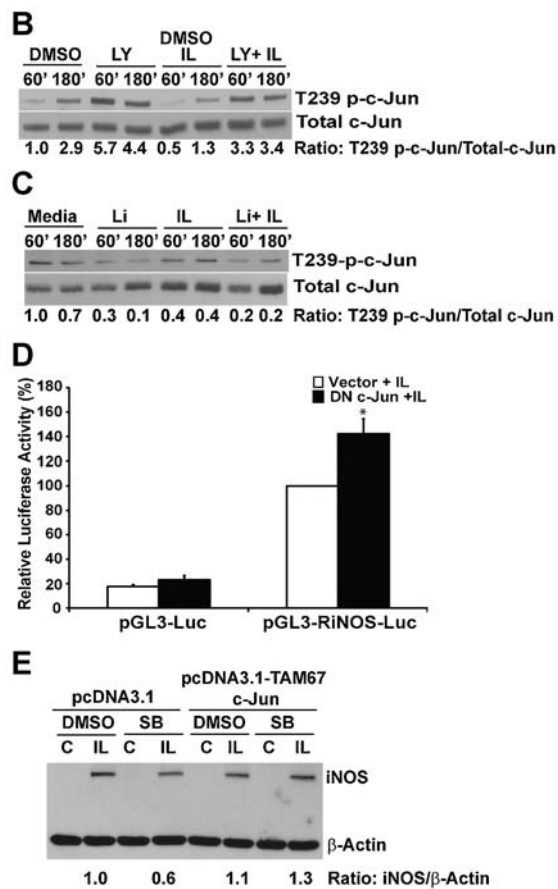 B
DMSO LY DMSO IL LY+ IL
60' 180' 60' 180' 60' 180' 60' 180'
T239 p-c-Jun
Total c-Jun
1.0 2.9 5.7 4.4 0.5 1.3 3.3 3.4 Ratio: T239 p-c-Jun/Total-c-Jun
C
Media Li IL Li+ IL
60' 180' 60' 180' 60' 180' 60' 180'
T239-p-c-Jun
Total c-Jun
1.0 0.7 0.3 0.1 0.4 0.4 0.2 0.2 Ratio: T239 p-c-Jun/Total c-Jun
D
Relative Luciferase Activity (%)
180
160
140
120
100
80
60
40
20
0
Vector + IL
DN c-Jun +IL
*
pGL3-Luc pGL3-RiNOS-Luc
E
pcDNA3.1 pcDNA3.1-TAM67 c-Jun
DMSO SB DMSO SB
C IL C IL C IL C IL
iNOS
β-Actin
1.0 0.6 1.1 1.3 Ratio: iNOS/β-Actin